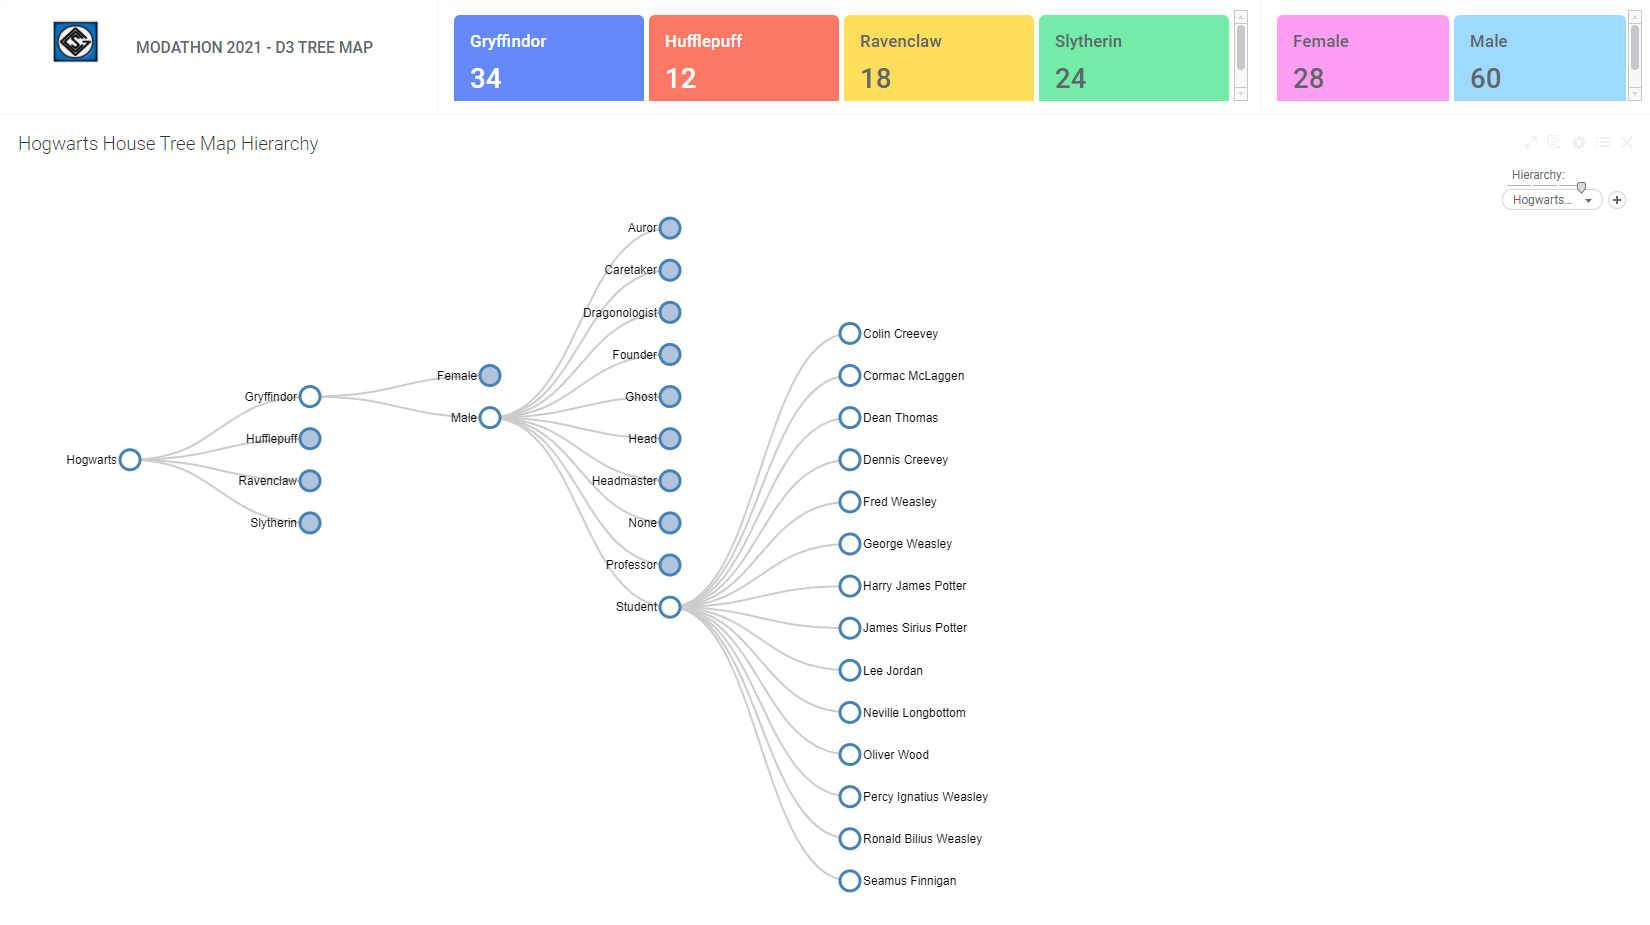 MODATHON 2021 - D3 TREE MAP
Gryffindor
34
Hufflepuff
12
Ravenclaw
18
Slytherin
24
Female
28
Male
60
Hogwarts House Tree Map Hierarchy
Hierarchy:
Hogwarts...
Hogwarts
Gryffindor
Hufflepuff
Ravenclaw
Slytherin
Female
Male
Auror
Caretaker
Dragonologist
Founder
Ghost
Head
Headmaster
None
Professor
Student
Colin Creevey
Cormac McLaggen
Dean Thomas
Dennis Creevey
Fred Weasley
George Weasley
Harry James Potter
James Sirius Potter
Lee Jordan
Neville Longbottom
Oliver Wood
Percy Ignatius Weasley
Ronald Bilius Weasley
Seamus Finnigan